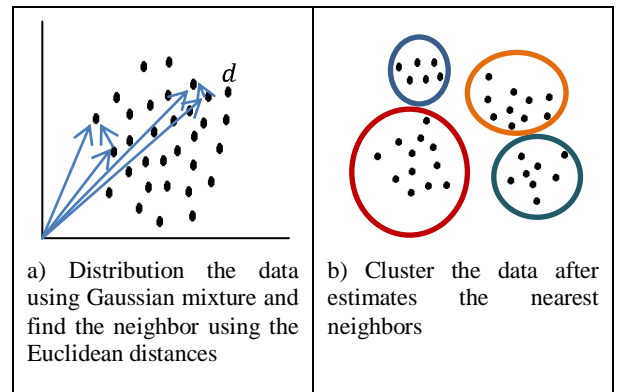 d
a) Distribution the data
using Gaussian mixture and
find the neighbor using the
Euclidean distances
b) Cluster the data after
estimates the nearest
neighbors